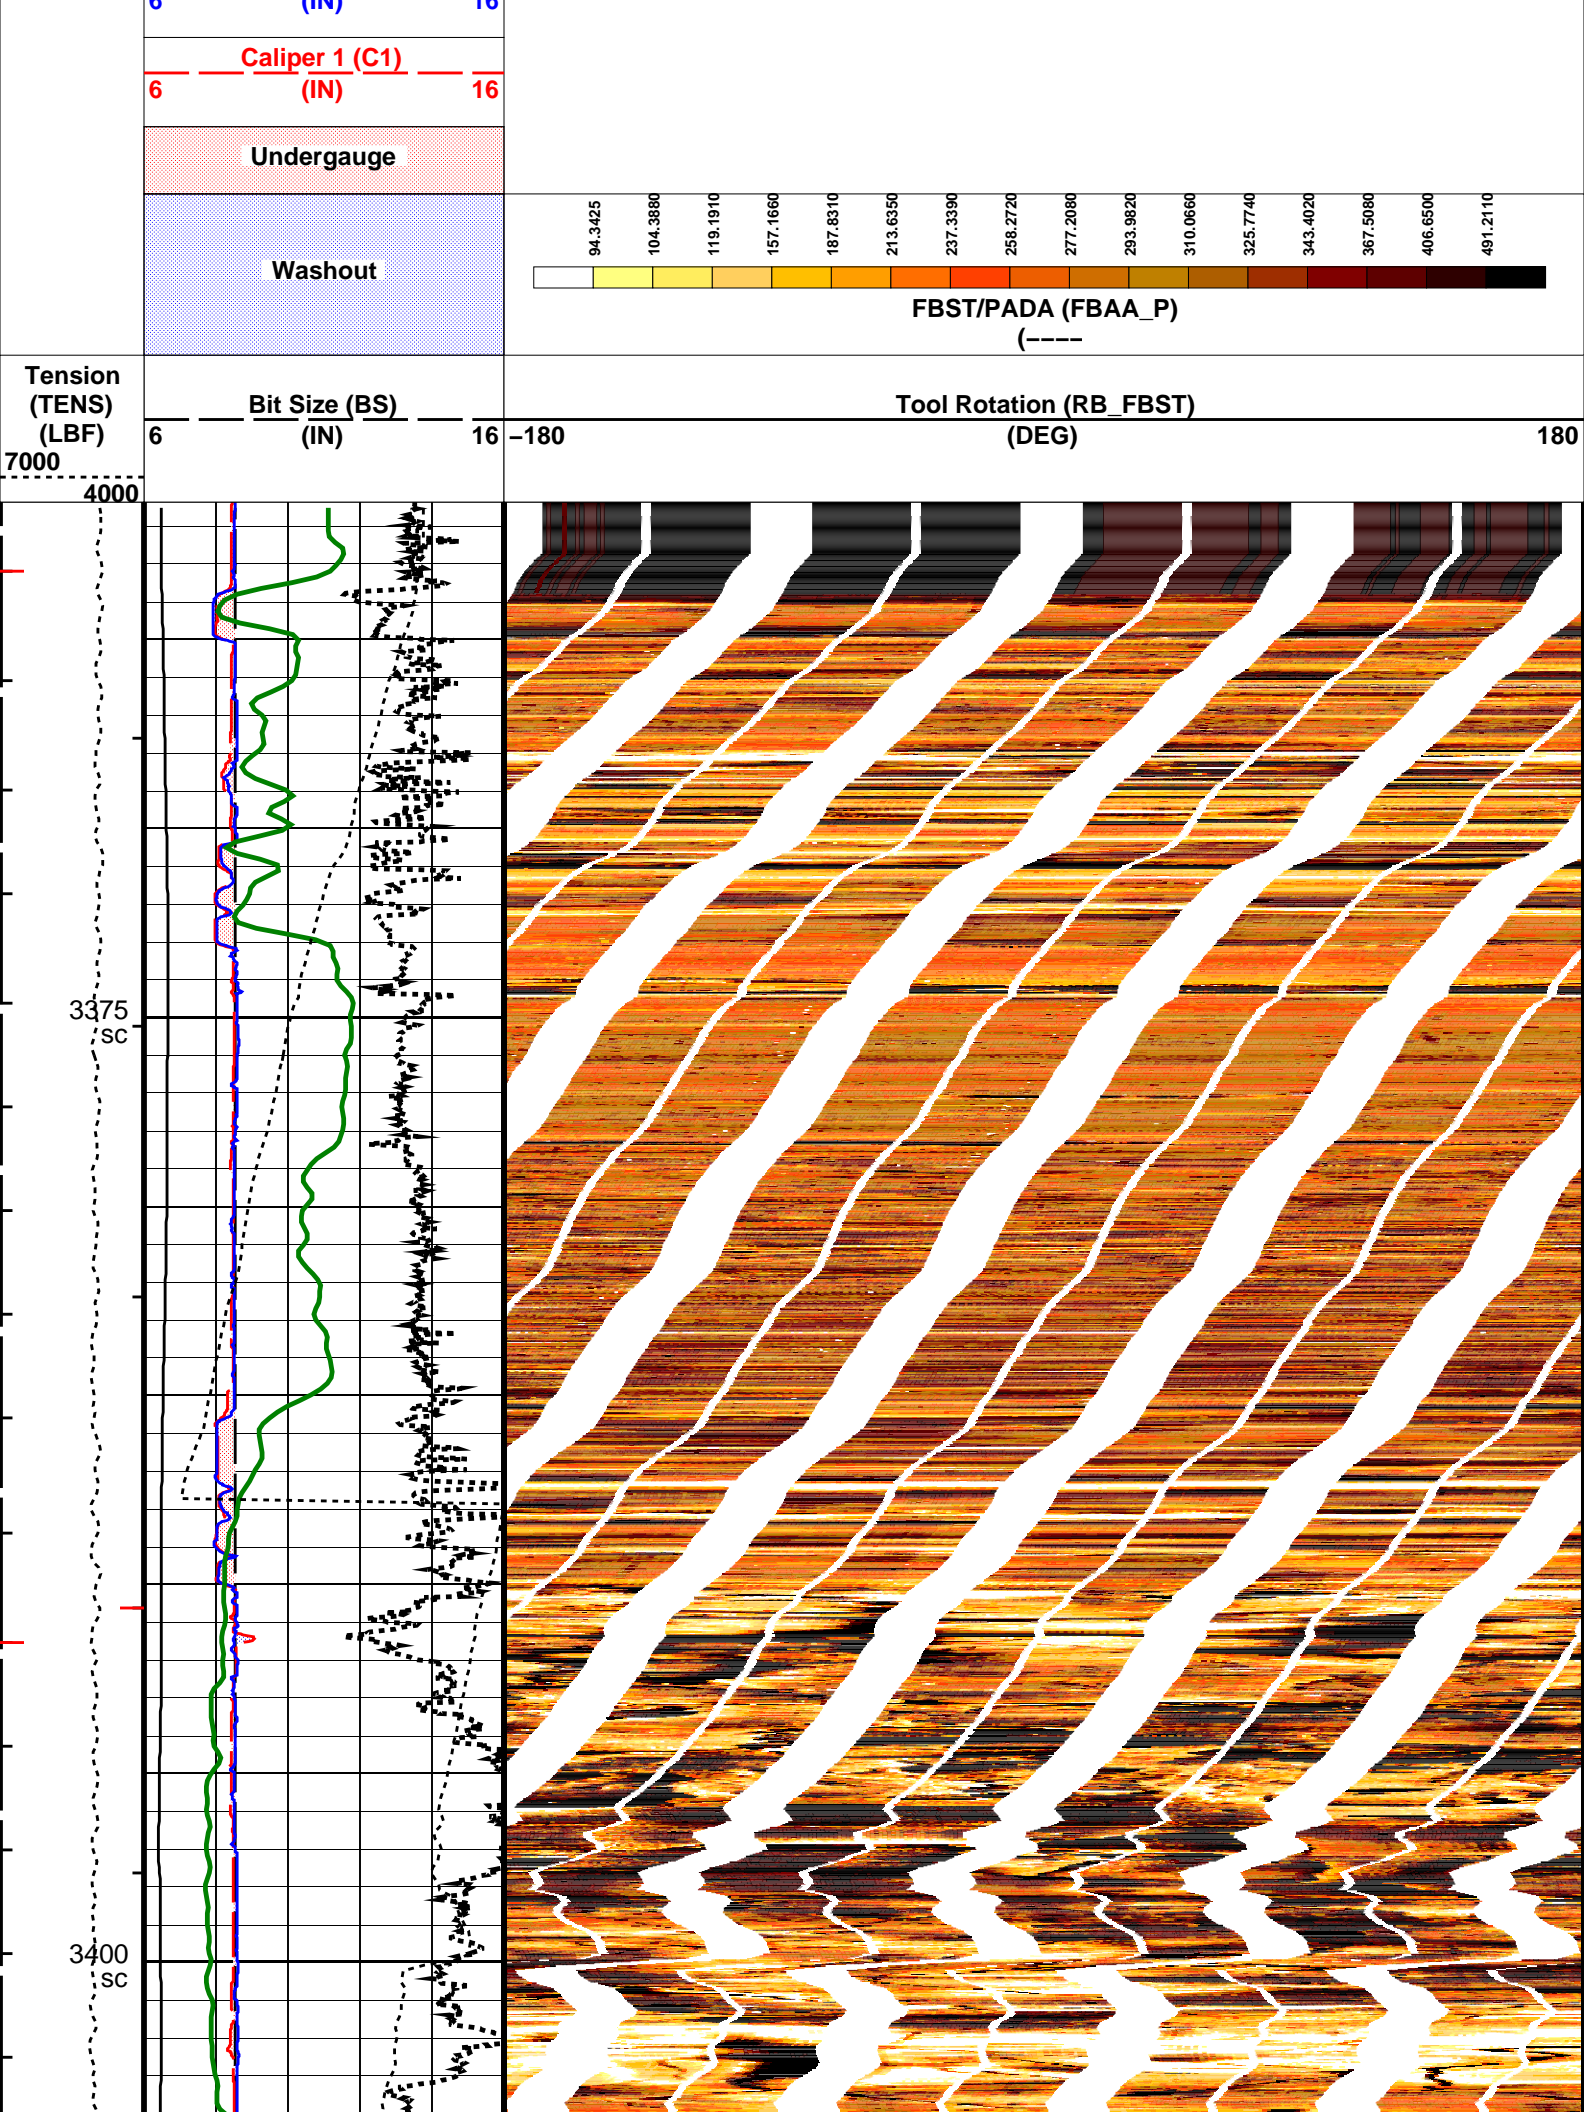 6 (IN) 16
Caliper 1 (C1)
6 (IN) 16
Undergauge
Washout
94.3425 104.3880 119.1910 157.1660 187.8310 213.6350 237.3390 258.2720 277.2080 293.9820 310.0660 325.7740 343.4020 367.5080 406.6500 491.2110
FBST/PADA (FBAA_P)
(----
Tension
(TENS)
(LBF)
7000
4000
Bit Size (BS)
6 (IN) 16
Tool Rotation (RB_FBST)
−180 (DEG) 180
3375
SC
3400
SC